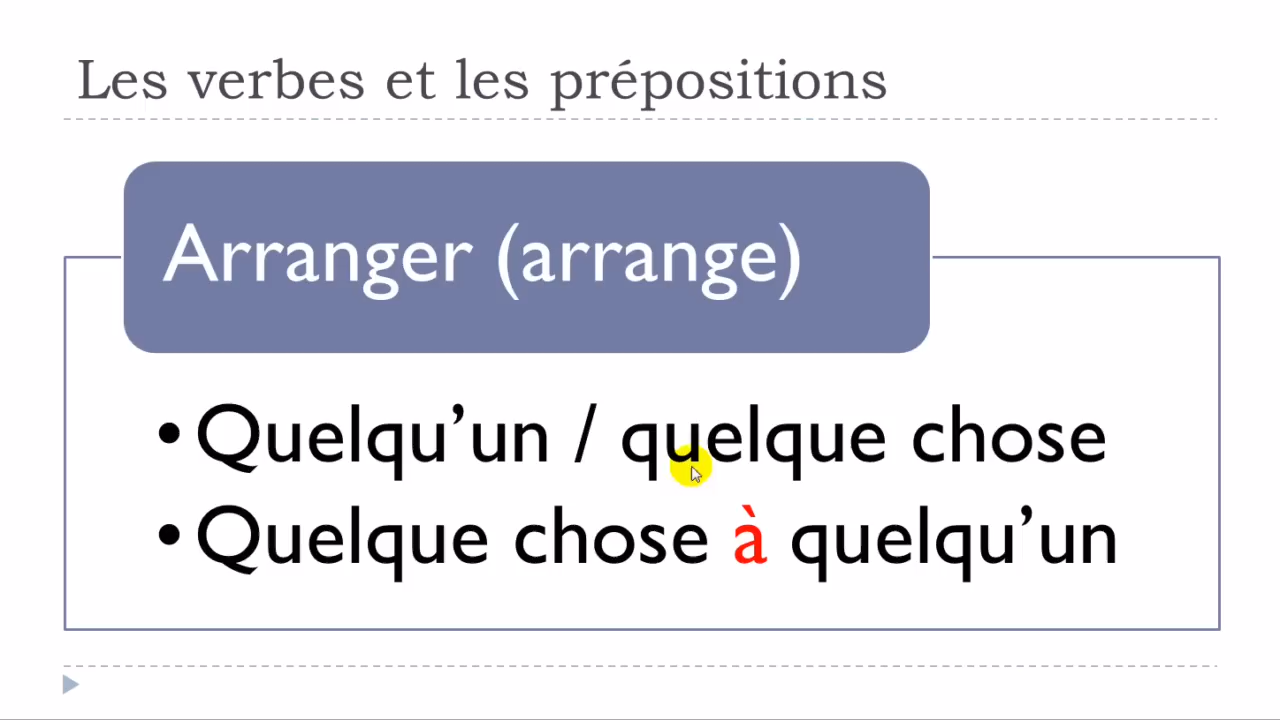 Les verbes et les prépositions
Arranger (arrange)
•Quelqu’un / quelque chose
•Quelque chose à quelqu’un